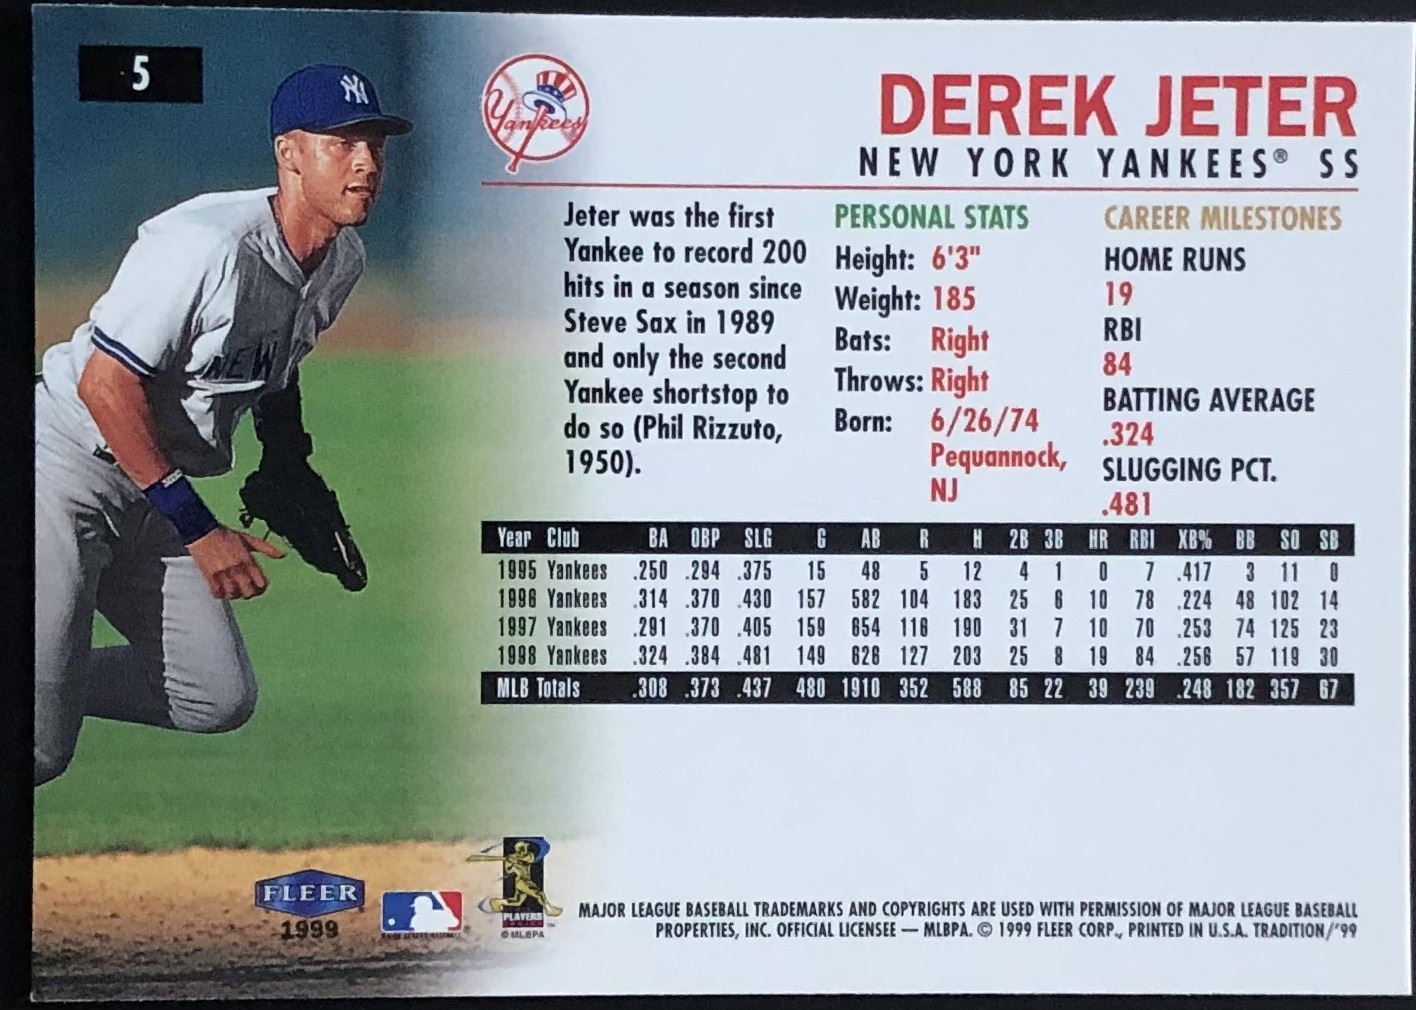 5
NY
Yankees
DEREK JETER
NEW YORK YANKEES® SS
NEW
Jeter was the first
Yankee to record 200
hits in a season since
Steve Sax in 1989
and only the second
Yankee shortstop to
do so (Phil Rizzuto,
1950).
PERSONAL STATS
Height: 6'3"
Weight: 185
Bats: Right
Throws: Right
Born: 6/26/74
Pequannock,
NJ
CAREER MILESTONES
HOME RUNS
19
RBI
84
BATTING AVERAGE
.324
SLUGGING PCT.
.481
Year Club BA OBP SLG G AB R H 2B 3B HR RBI XB% BB SO SB
1995 Yankees .250 .294 .375 15 48 5 12 4 1 0 7 .417 3 11 0
1996 Yankees .314 .370 .430 157 582 104 183 25 6 10 78 .224 48 102 14
1997 Yankees .291 .370 .405 159 654 116 190 31 7 10 70 .253 74 125 23
1998 Yankees .324 .384 .481 149 626 127 203 25 8 19 84 .256 57 119 30
MLB Totals .308 .373 .437 480 1910 352 588 85 22 39 239 .248 182 357 67
FLEER
1999
PLAYERS
CHOICE
©MLBPA
MAJOR LEAGUE BASEBALL TRADEMARKS AND COPYRIGHTS ARE USED WITH PERMISSION OF MAJOR LEAGUE BASEBALL
PROPERTIES, INC. OFFICIAL LICENSEE — MLBPA. © 1999 FLEER CORP., PRINTED IN U.S.A. TRADITION/'99